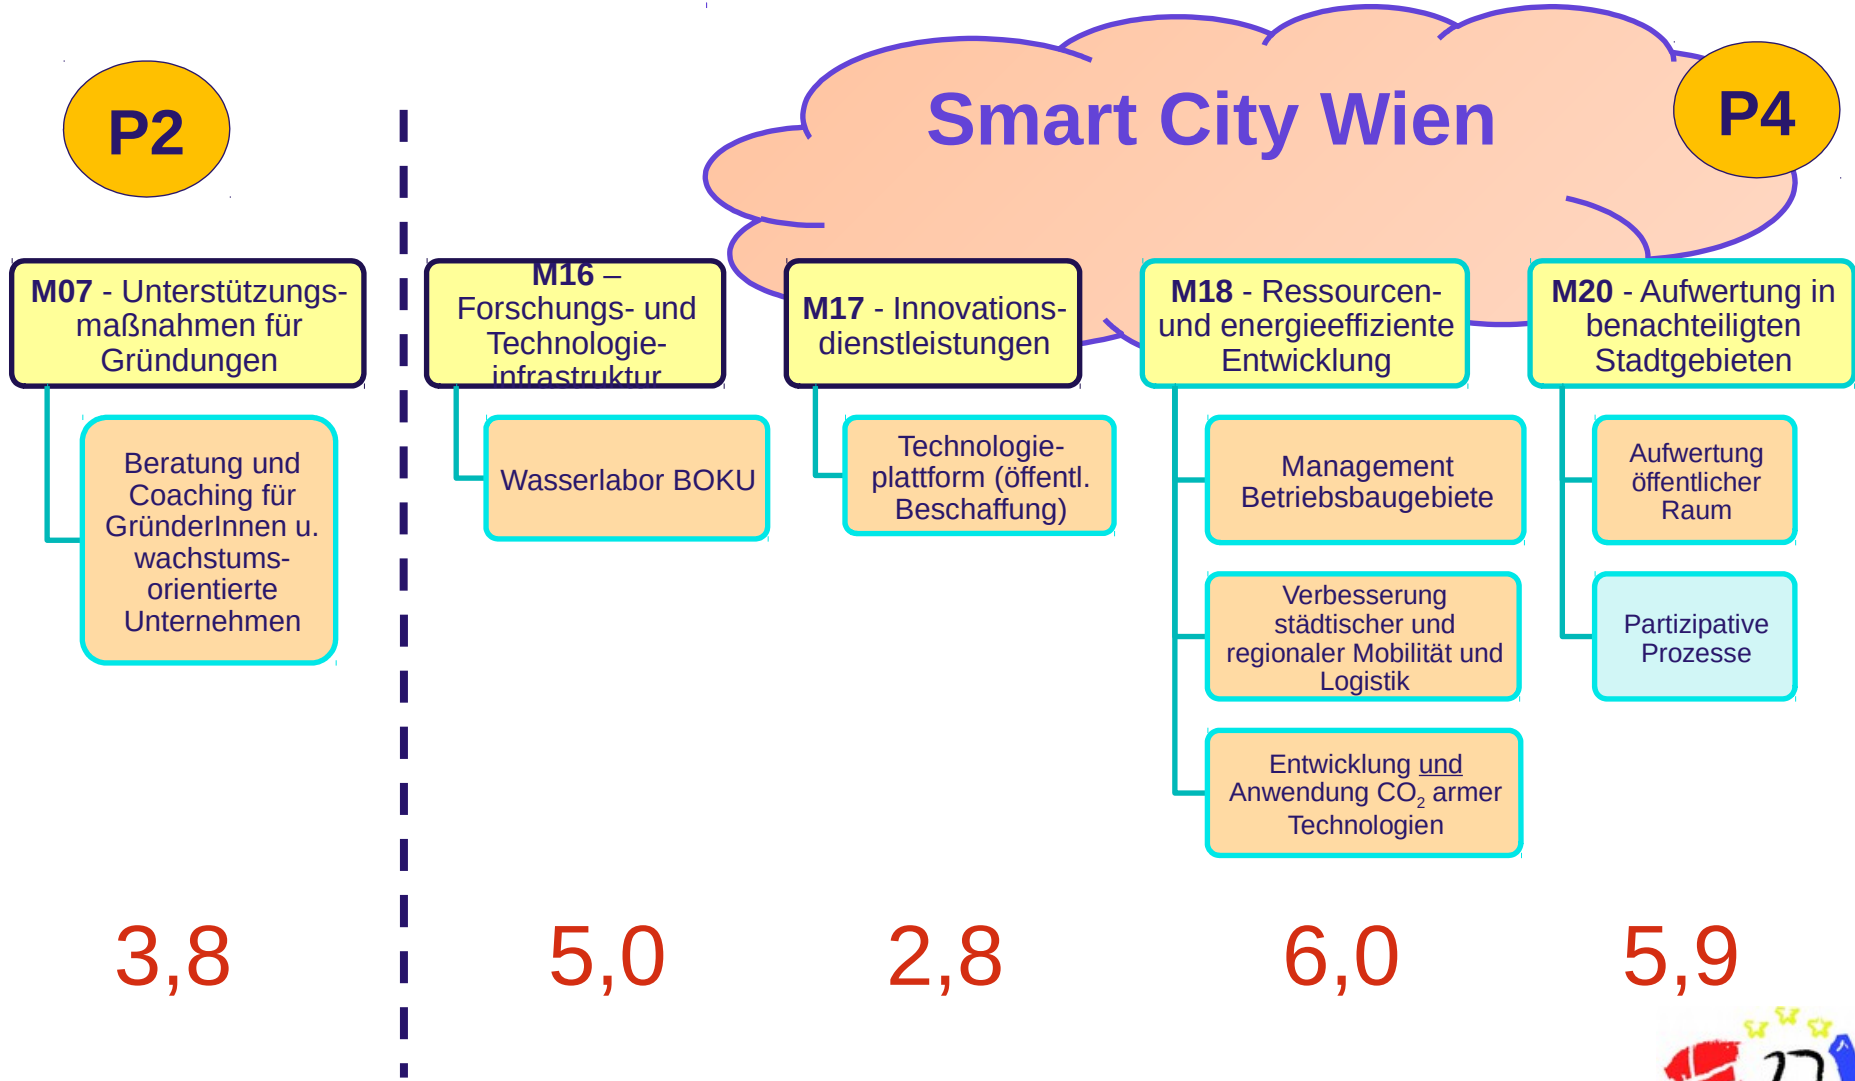 P2
Smart City Wien
P4
M07 - Unterstützungs-
maßnahmen für
Gründungen
Beratung und
Coaching für
GründerInnen u.
wachstums-
orientierte
Unternehmen
M16 –
Forschungs- und
Technologie-
infrastruktur
Wasserlabor BOKU
M17 - Innovations-
dienstleistungen
Technologie-
plattform (öffentl.
Beschaffung)
M18 - Ressourcen-
und energieeffiziente
Entwicklung
Management
Betriebsbaugebiete
Verbesserung
städtischer und
regionaler Mobilität und
Logistik
Entwicklung und
Anwendung CO2 armer
Technologien
M20 - Aufwertung in
benachteiligten
Stadtgebieten
Aufwertung
öffentlicher
Raum
Partizipative
Prozesse
3,8
5,0
2,8
6,0
5,9